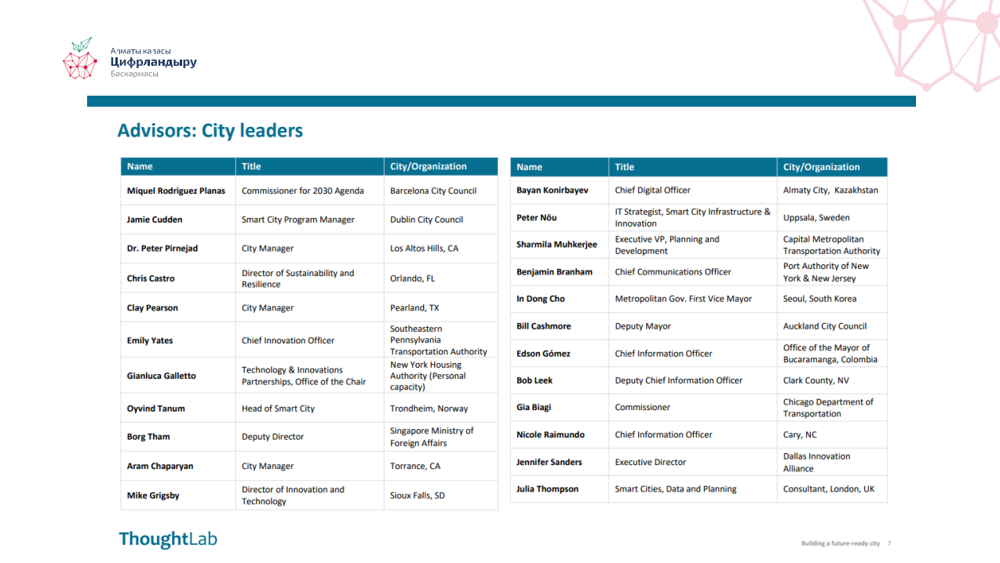 Алматы қаласы
Цифрландыру
Басқармасы
Advisors: City leaders
Name Title City/Organization
Miquel Rodriguez Planas Commissioner for 2030 Agenda Barcelona City Council
Jamie Cudden Smart City Program Manager Dublin City Council
Dr. Peter Pirnejad City Manager Los Altos Hills, CA
Chris Castro Director of Sustainability and
Resilience Orlando, FL
Clay Pearson City Manager Pearland, TX
Emily Yates Chief Innovation Officer Southeastern
Pennsylvania
Transportation Authority
Gianluca Galletto Technology & Innovations
Partnerships, Office of the Chair New York Housing
Authority (Personal
capacity)
Oyvind Tanum Head of Smart City Trondheim, Norway
Borg Tham Deputy Director Singapore Ministry of
Foreign Affairs
Aram Chaparyan City Manager Torrance, CA
Mike Grigsby Director of Innovation and
Technology Sioux Falls, SD
Name Title City/Organization
Bayan Konirbayev Chief Digital Officer Almaty City, Kazakhstan
Peter Nöu IT Strategist, Smart City Infrastructure &
Innovation Uppsala, Sweden
Sharmila Muhkerjee Executive VP, Planning and
Development Capital Metropolitan
Transportation Authority
Benjamin Branham Chief Communications Officer Port Authority of New
York & New Jersey
In Dong Cho Metropolitan Gov. First Vice Mayor Seoul, South Korea
Bill Cashmore Deputy Mayor Auckland City Council
Edson Gómez Chief Information Officer Office of the Mayor of
Bucaramanga, Colombia
Bob Leek Deputy Chief Information Officer Clark County, NV
Gia Biagi Commissioner Chicago Department of
Transportation
Nicole Raimundo Chief Information Officer Cary, NC
Jennifer Sanders Executive Director Dallas Innovation
Alliance
Julia Thompson Smart Cities, Data and Planning Consultant, London, UK
ThoughtLab
Building a future-ready city 7